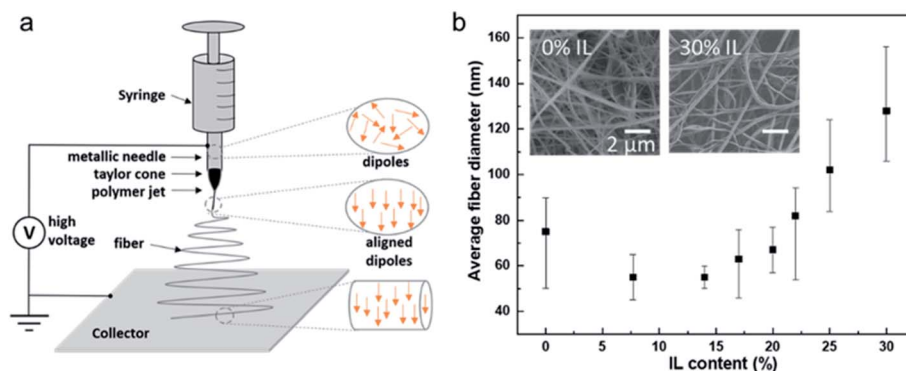 a
Syringe
metallic needle
taylor cone
polymer jet
dipoles
V
high
voltage
fiber
aligned
dipoles
Collector
b
Average fiber diameter (nm)
160
140
120
100
80
60
40
0% IL
30% IL
2 μm
0 5 10 15 20 25 30
IL content (%)